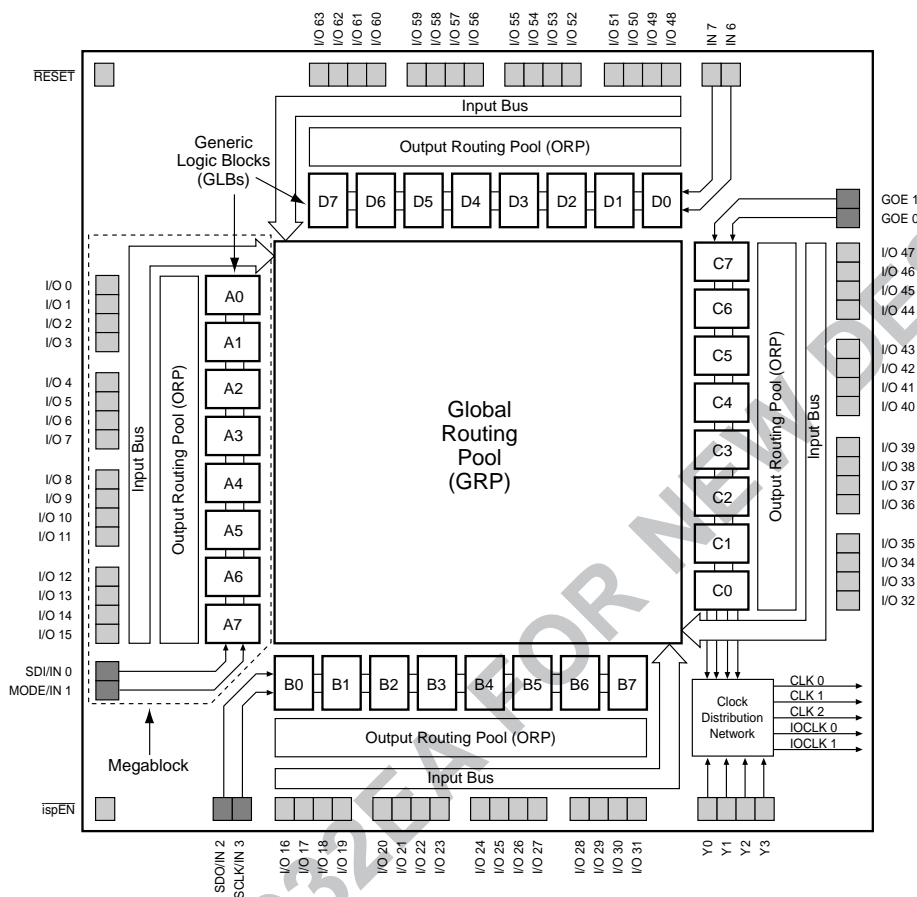 I/O 63
I/O 62
I/O 61
I/O 60
I/O 59
I/O 58
I/O 57
I/O 56
I/O 55
I/O 54
I/O 53
I/O 52
I/O 51
I/O 50
I/O 49
I/O 48
IN 7
IN 6
RESET
Input Bus
Generic
Logic Blocks
(GLBs)
Output Routing Pool (ORP)
D7
D6
D5
D4
D3
D2
D1
D0
GOE 1
GOE 0
I/O 0
I/O 1
I/O 2
I/O 3
I/O 4
I/O 5
I/O 6
I/O 7
I/O 8
I/O 9
I/O 10
I/O 11
I/O 12
I/O 13
I/O 14
I/O 15
SDI/IN 0
MODE/IN 1
Input Bus
Output Routing Pool (ORP)
A0
A1
A2
A3
A4
A5
A6
A7
Global
Routing
Pool
(GRP)
C7
C6
C5
C4
C3
C2
C1
C0
Output Routing Pool (ORP)
Input Bus
I/O 47
I/O 46
I/O 45
I/O 44
I/O 43
I/O 42
I/O 41
I/O 40
I/O 39
I/O 38
I/O 37
I/O 36
I/O 35
I/O 34
I/O 33
I/O 32
B0
B1
B2
B3
B4
B5
B6
B7
Output Routing Pool (ORP)
Input Bus
Megablock
Clock
Distribution
Network
CLK 0
CLK 1
CLK 2
IOCLK 0
IOCLK 1
ispEN
SDO/IN 2
SCLK/IN 3
I/O 16
I/O 17
I/O 18
I/O 19
I/O 20
I/O 21
I/O 22
I/O 23
I/O 24
I/O 25
I/O 26
I/O 27
I/O 28
I/O 29
I/O 30
I/O 31
Y0
Y1
Y2
Y3
032EA FOR NEW DES